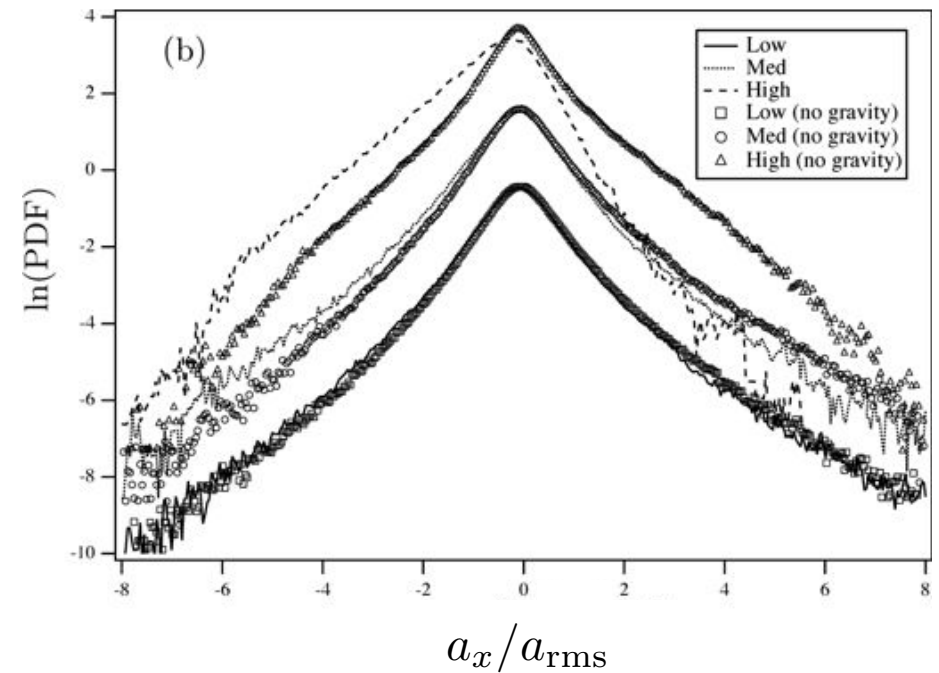 (b)
Low
Med
High
Low (no gravity)
Med (no gravity)
High (no gravity)
4
2
0
-2
-4
-6
-8
-10
ln(PDF)
-8 -6 -4 -2 0 2 4 6 8
a_x/a_rms